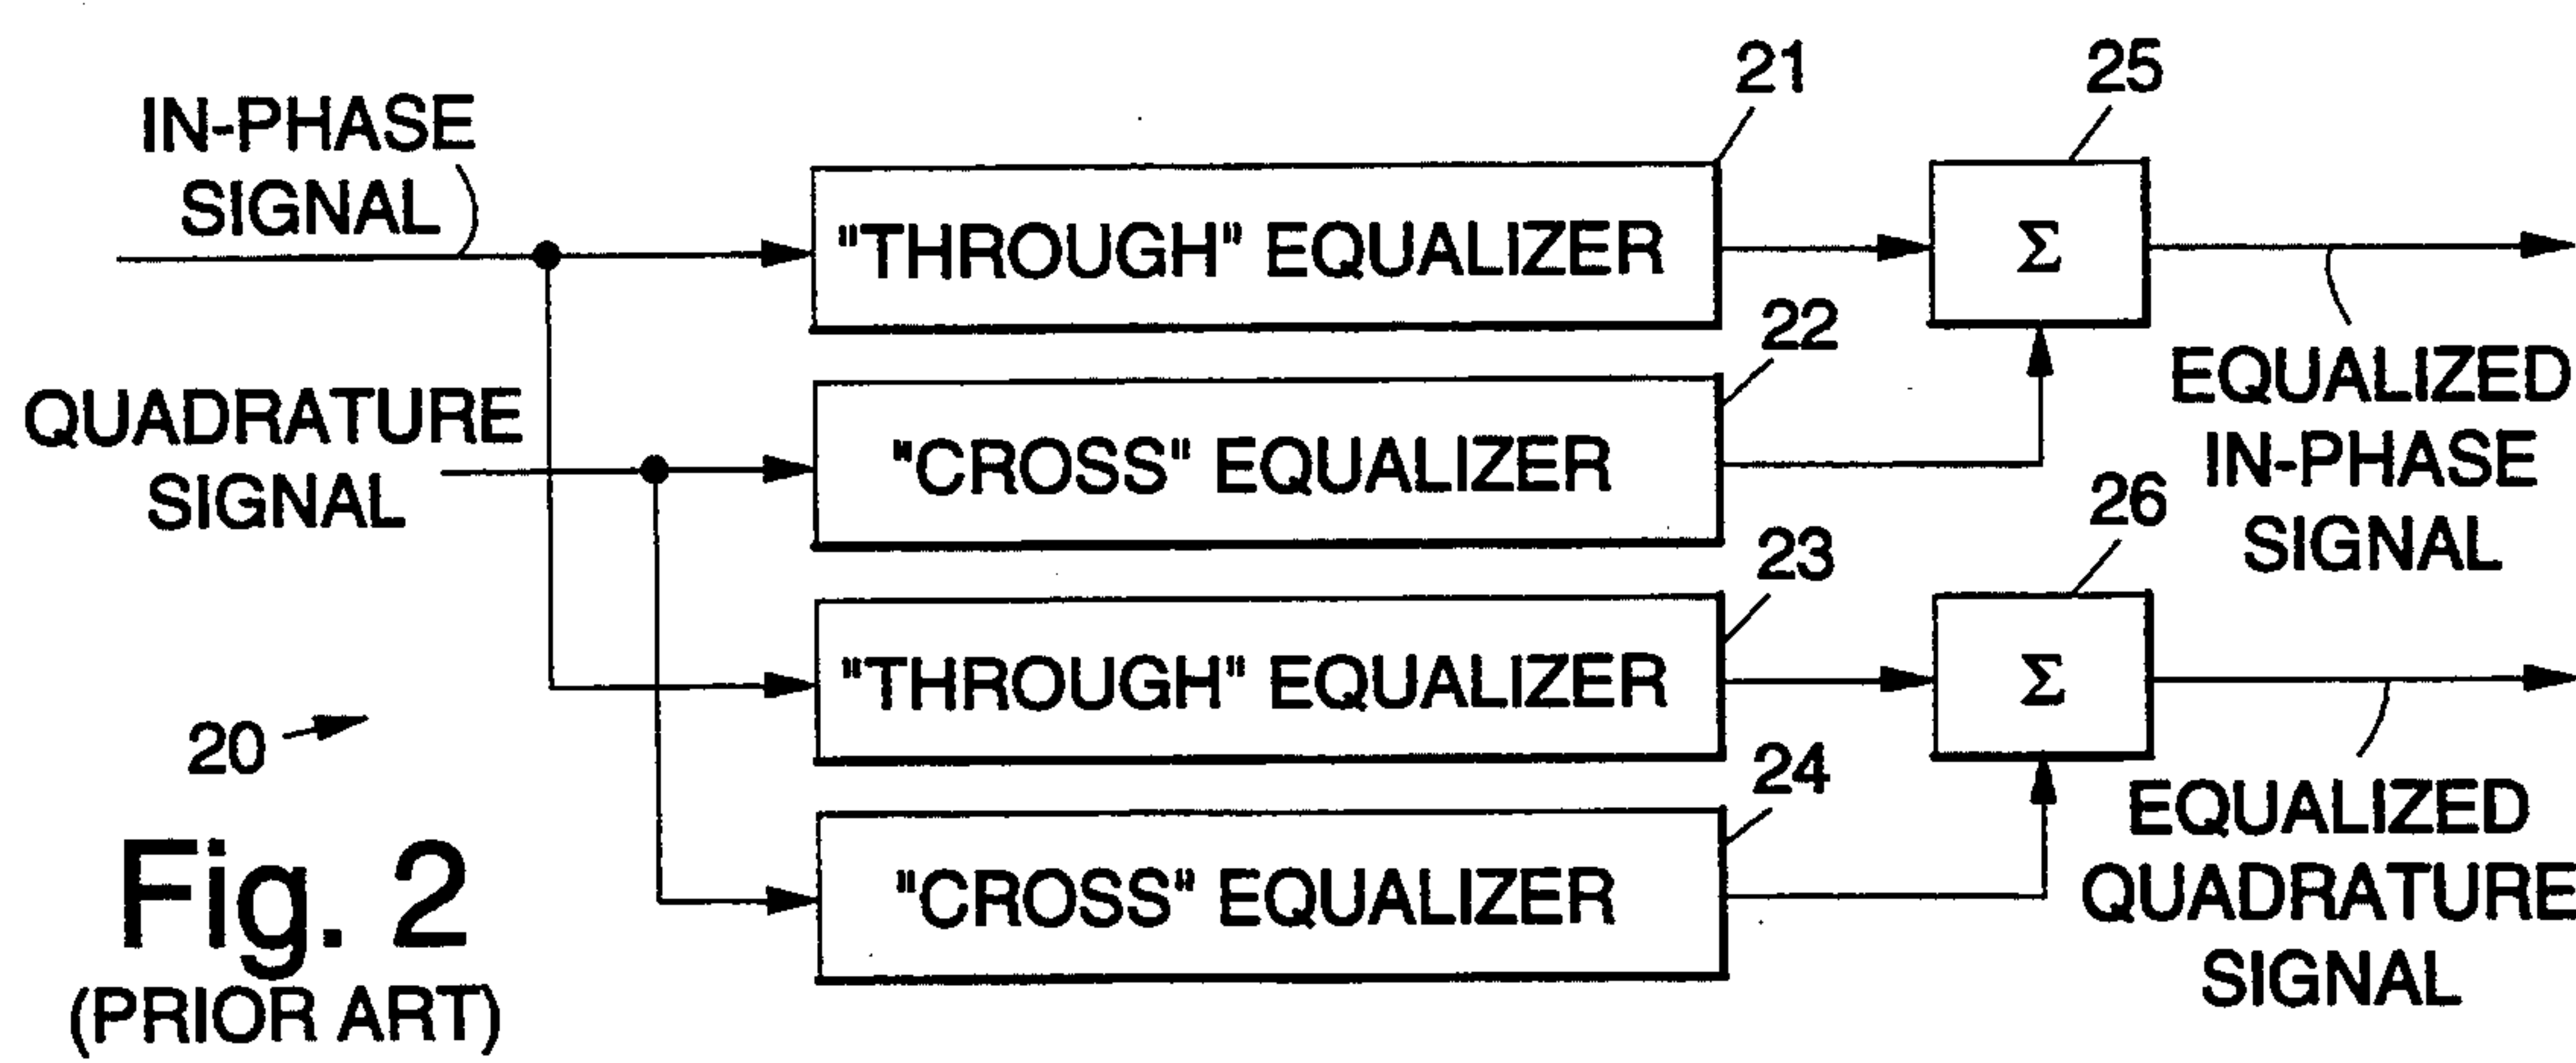 IN-PHASE
SIGNAL
QUADRATURE
SIGNAL
21
"THROUGH" EQUALIZER
22
"CROSS" EQUALIZER
23
"THROUGH" EQUALIZER
24
"CROSS" EQUALIZER
25
Σ
EQUALIZED
IN-PHASE
SIGNAL
26
Σ
EQUALIZED
QUADRATURE
SIGNAL
20
Fig. 2
(PRIOR ART)